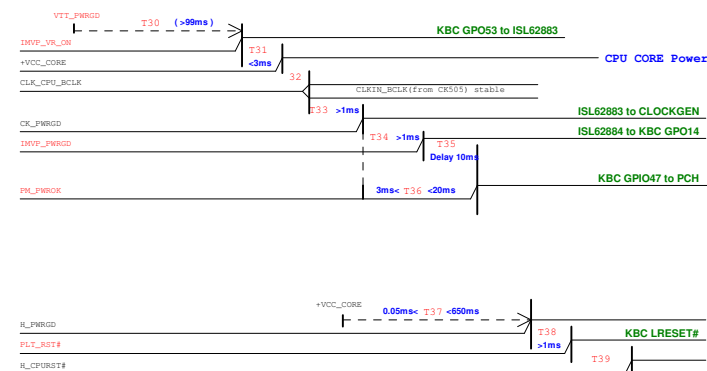 VTT_PWRGD
T30 (>99ms)
KBC GPO53 to ISL62883
IMVP_VR_ON
T31
+VCC_CORE
<3ms
CPU CORE Power
32
CLK_CPU_BCLK
CLKIN_BCLK(from CK505) stable
T33 >1ms
ISL62883 to CLOCKGEN
CK_PWRGD
T34 >1ms
ISL62884 to KBC GPO14
IMVP_PWRGD
T35
Delay 10ms
KBC GPIO47 to PCH
PM_PWROK
3ms< T36 <20ms
+VCC_CORE
0.05ms< T37 <650ms
H_PWRGD
T38
KBC LRESET#
PLT_RST#
>1ms
T39
H_CPURST#